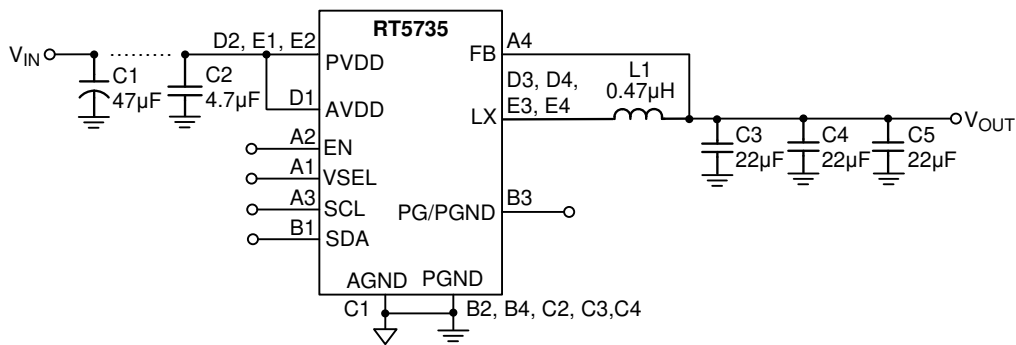 RT5735
VIN
D2, E1, E2
PVDD
FB
A4
C1
47µF
C2
4.7µF
D1
AVDD
D3, D4,
E3, E4
LX
L1
0.47µH
VOUT
C3
22µF
C4
22µF
C5
22µF
A2
EN
A1
VSEL
A3
SCL
B1
SDA
PG/PGND
B3
AGND
PGND
C1
B2, B4, C2, C3,C4